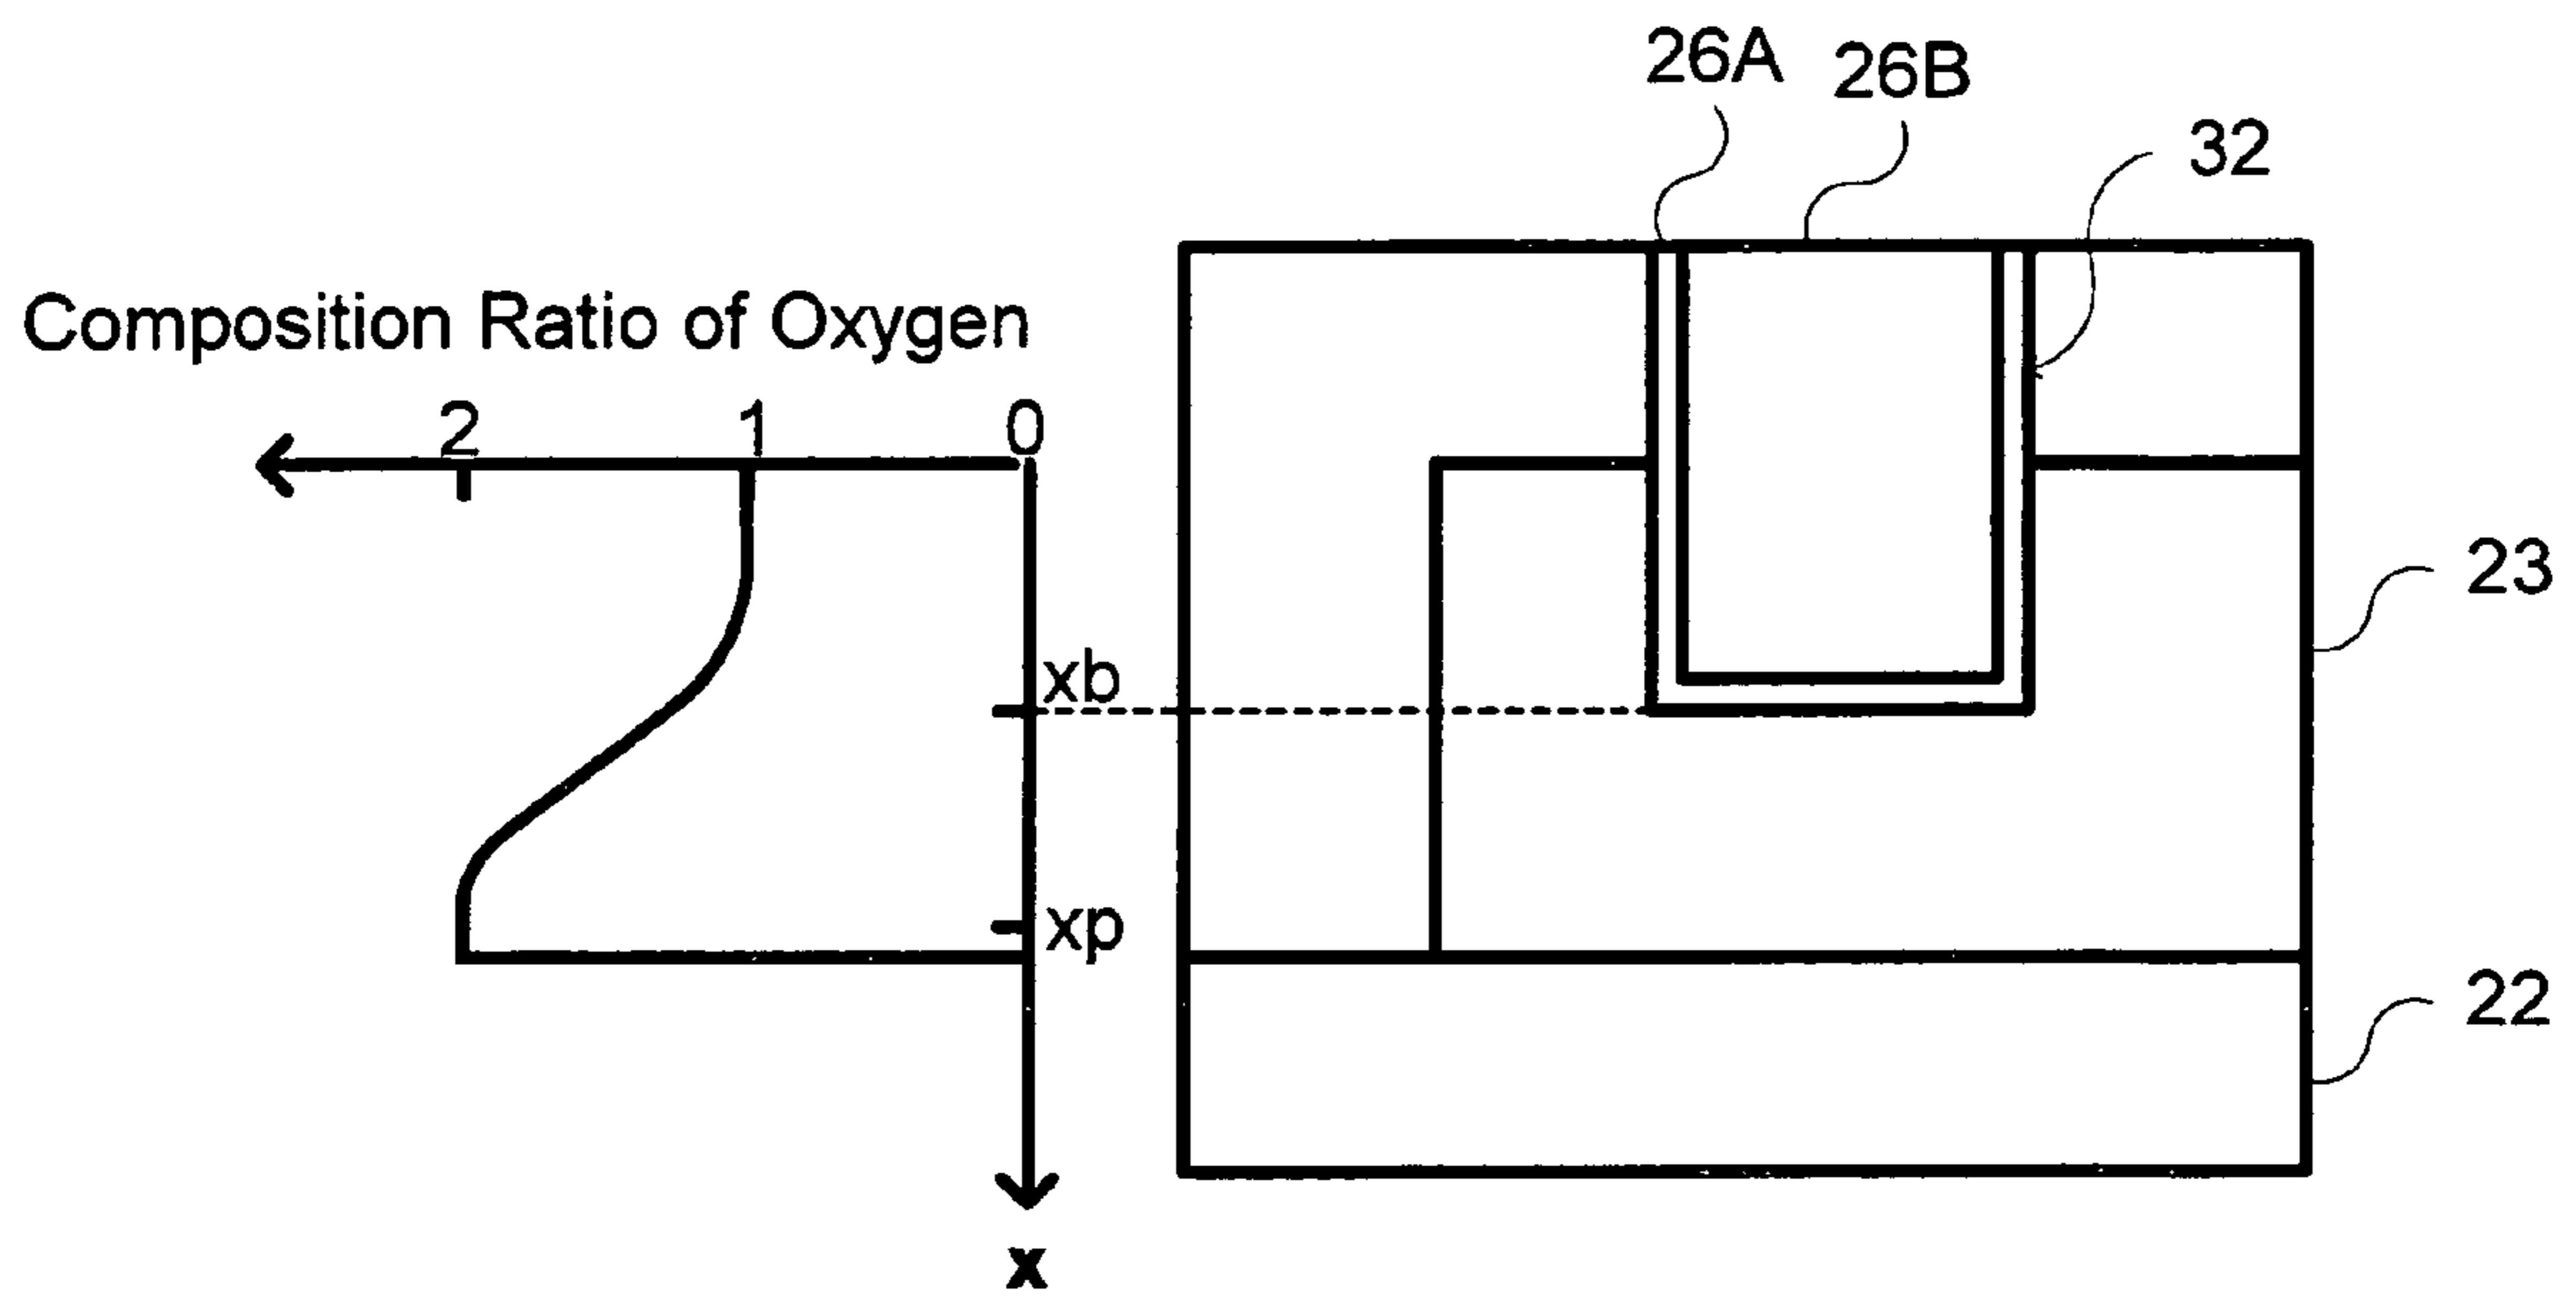 26A
26B
32
Composition Ratio of Oxygen
2 1 0
23
xb
xp
22
x